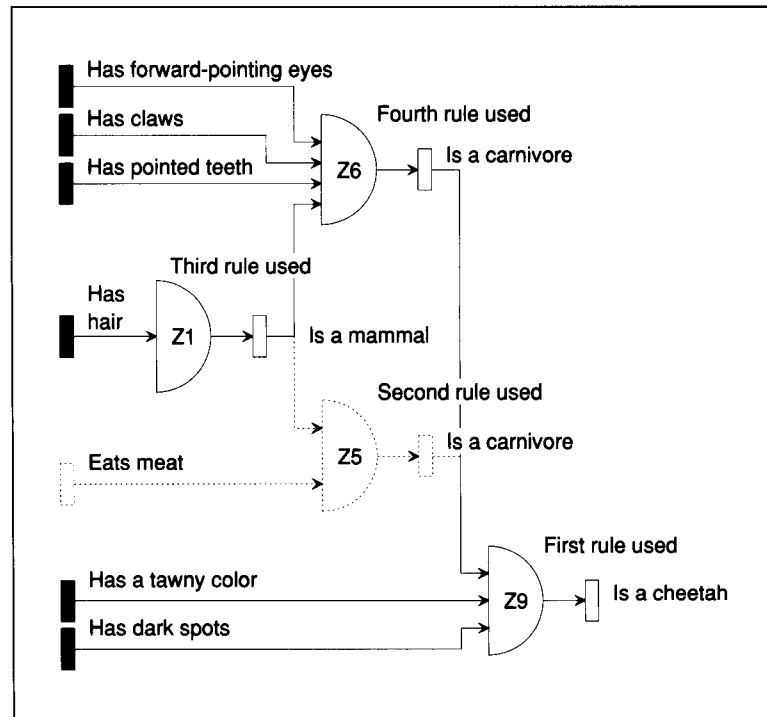 Has forward-pointing eyes
Fourth rule used
Has claws
Is a carnivore
Has pointed teeth
Z6
Third rule used
Has
hair
Z1
Is a mammal
Second rule used
Is a carnivore
Eats meat
Z5
First rule used
Has a tawny color
Z9
Is a cheetah
Has dark spots